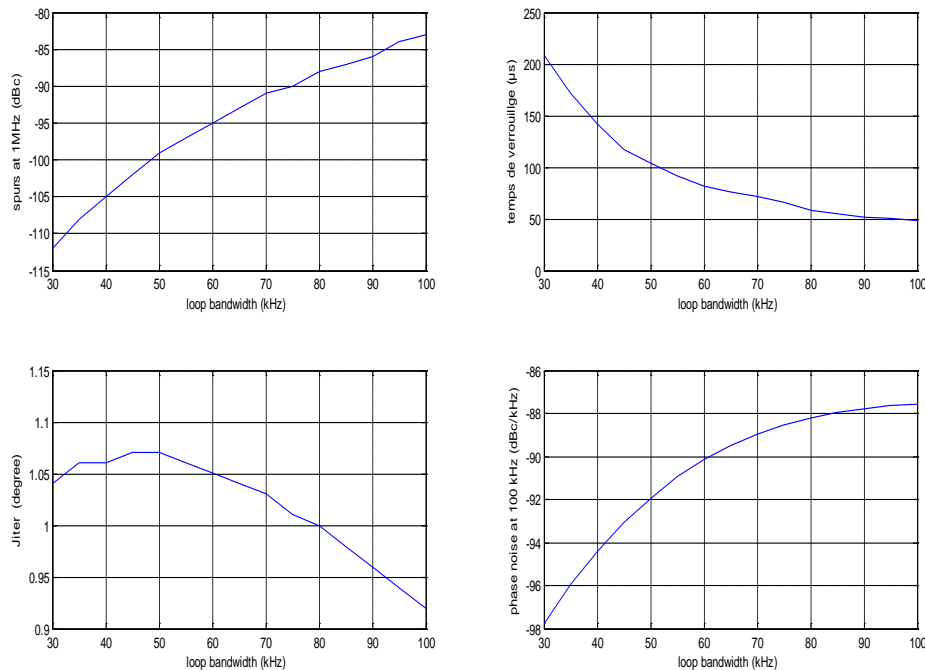 -80
-85
-90
-95
-100
-105
-110
-115
spurs at 1MHz (dBc)
30 40 50 60 70 80 90 100
loop bandwidth (kHz)
250
200
150
100
50
0
temps de verrouillge (µs)
30 40 50 60 70 80 90 100
loop bandwidth (kHz)
1.15
1.1
1.05
1
0.95
0.9
Jiter (degree)
30 40 50 60 70 80 90 100
loop bandwidth (kHz)
-86
-88
-90
-92
-94
-96
-98
phase noise at 100 kHz (dBc/kHz)
30 40 50 60 70 80 90 100
loop bandwidth (kHz)